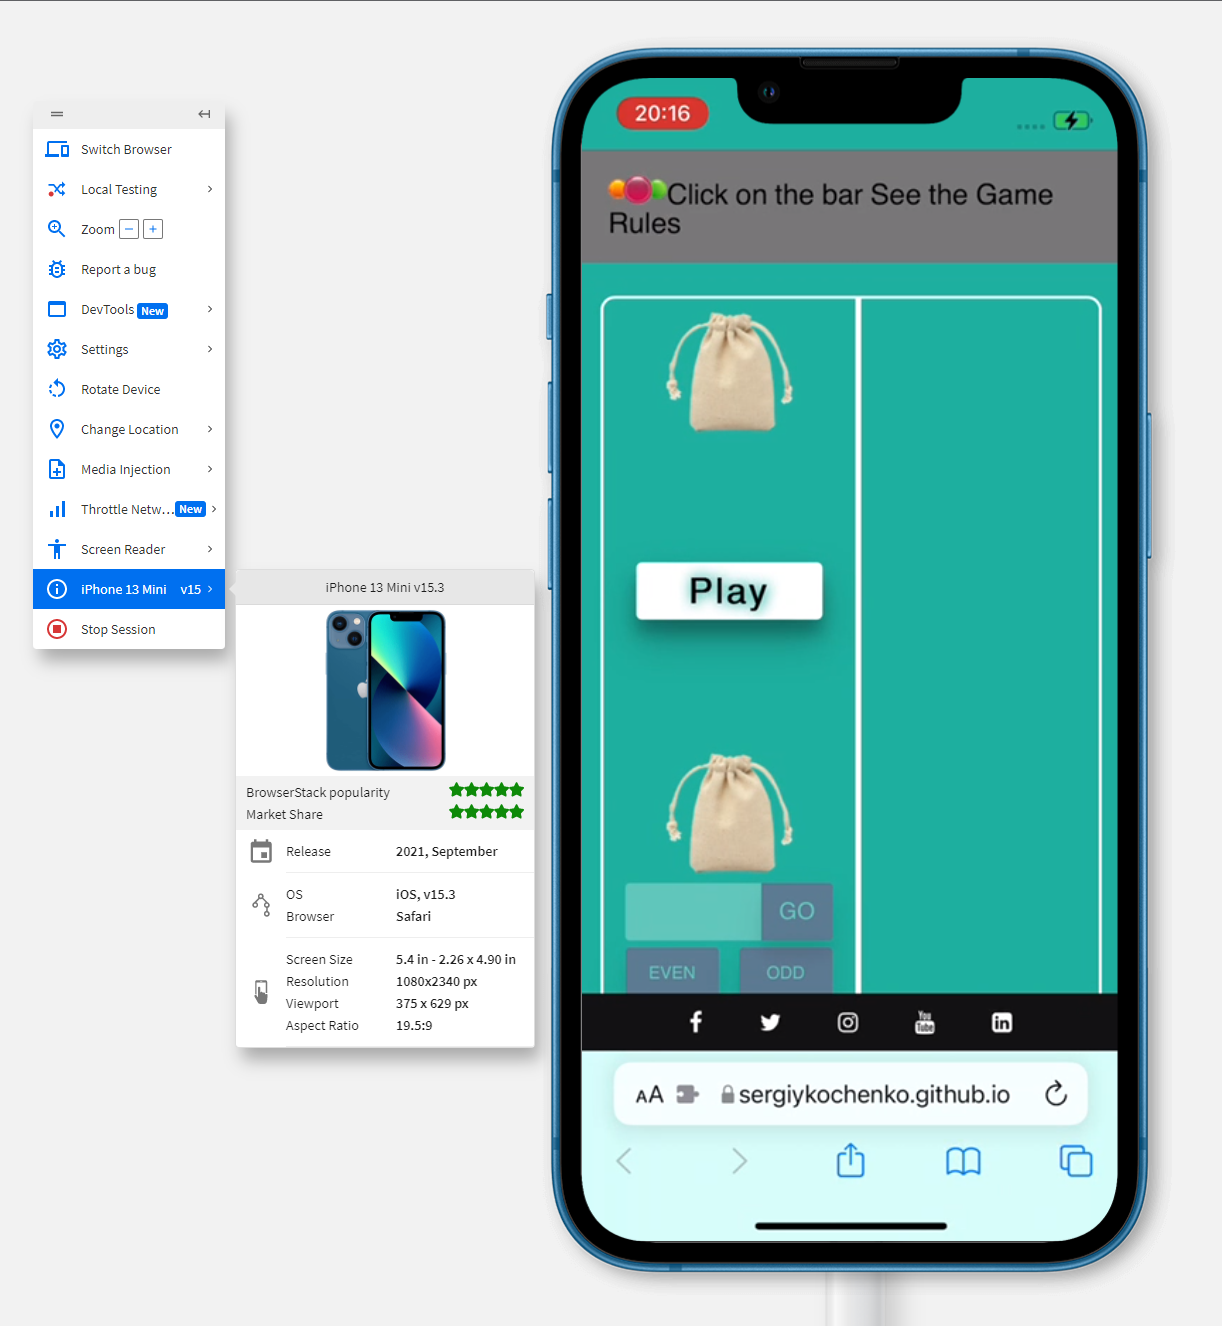 Switch Browser
Local Testing
Zoom
Report a bug
DevTools New
Settings
Rotate Device
Change Location
Media Injection
Throttle Netw... New
Screen Reader
iPhone 13 Mini v15
Stop Session
iPhone 13 Mini v15.3
BrowserStack popularity
Market Share
Release 2021, September
OS iOS, v15.3
Browser Safari
Screen Size 5.4 in - 2.26 x 4.90 in
Resolution 1080x2340 px
Viewport 375 x 629 px
Aspect Ratio 19.5:9
20:16
Click on the bar See the Game
Rules
Play
GO
EVEN ODD
You
Tube
in
AA sergiykochenko.github.io